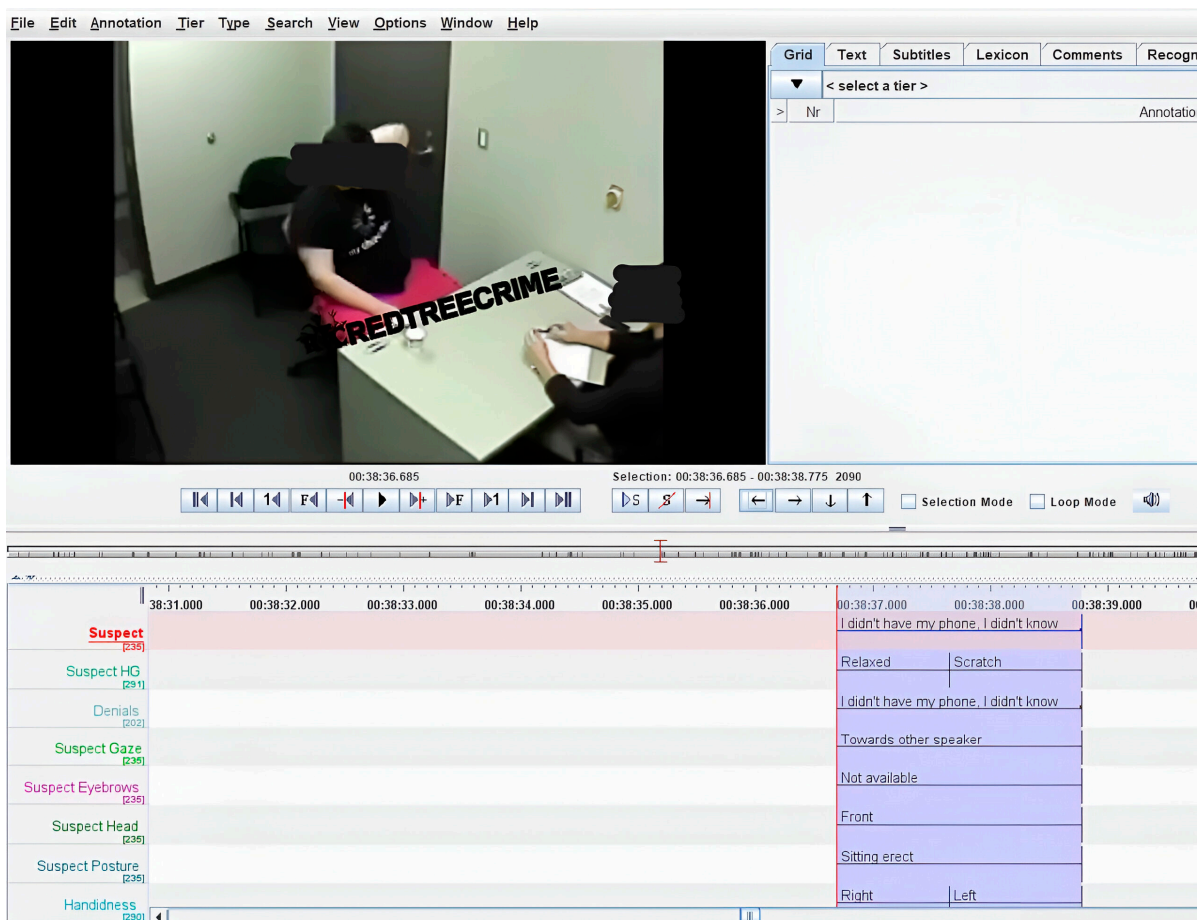 File Edit Annotation Tier Type Search View Options Window Help
Grid Text Subtitles Lexicon Comments Recogn
< select a tier >
> Nr Annotatio
my
CREDTREECRIME
00:38:36.685
Selection: 00:38:36.685 - 00:38:38.775 2090
1 F - + F 1 S S Selection Mode Loop Mode
38:31.000 00:38:32.000 00:38:33.000 00:38:34.000 00:38:35.000 00:38:36.000 00:38:37.000 00:38:38.000 00:38:39.000 00
Suspect I didn't have my phone, I didn't know
[235]
Suspect HG Relaxed Scratch
[291]
Denials I didn't have my phone, I didn't know
[202]
Suspect Gaze Towards other speaker
[235]
Suspect Eyebrows Not available
[235]
Suspect Head Front
[235]
Suspect Posture Sitting erect
[235]
Handidness Right Left
[290]